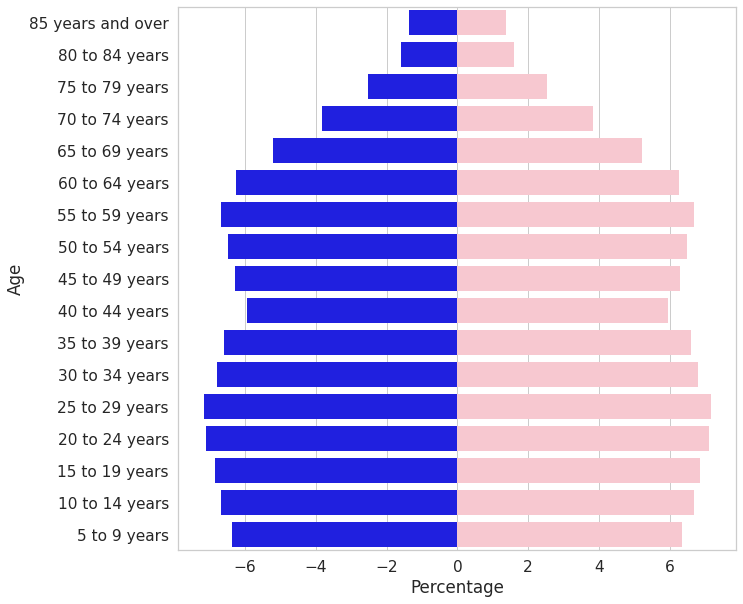 85 years and over
80 to 84 years
75 to 79 years
70 to 74 years
65 to 69 years
60 to 64 years
55 to 59 years
50 to 54 years
45 to 49 years
40 to 44 years
35 to 39 years
30 to 34 years
25 to 29 years
20 to 24 years
15 to 19 years
10 to 14 years
5 to 9 years
Age
−6 −4 −2 0 2 4 6
Percentage